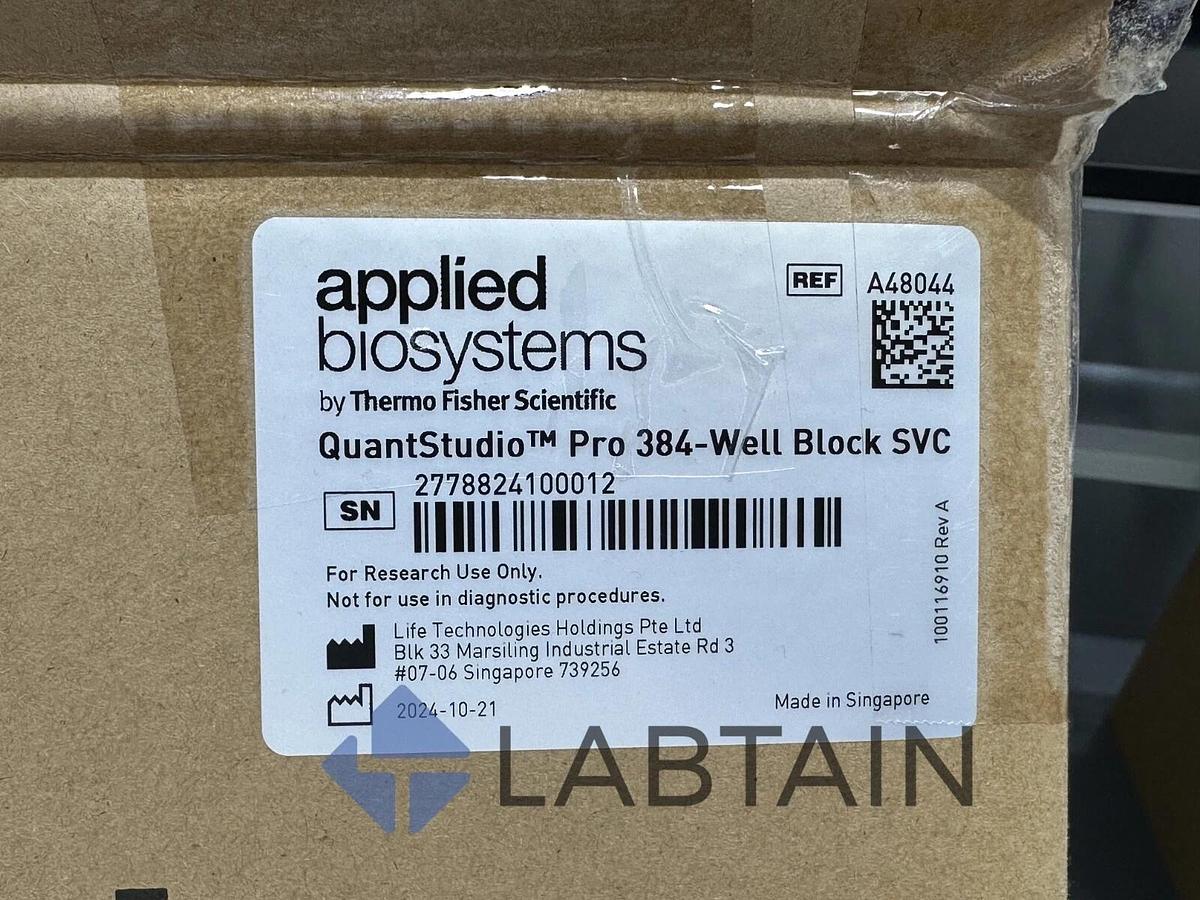 applied
biosystems
by Thermo Fisher Scientific
REF A48044
QuantStudio™ Pro 384-Well Block SVC
SN 2778824100012
For Research Use Only.
Not for use in diagnostic procedures.
Life Technologies Holdings Pte Ltd
Blk 33 Marsiling Industrial Estate Rd 3
#07-06 Singapore 739256
2024-10-21
Made in Singapore
100116910 Rev A
LABTAIN